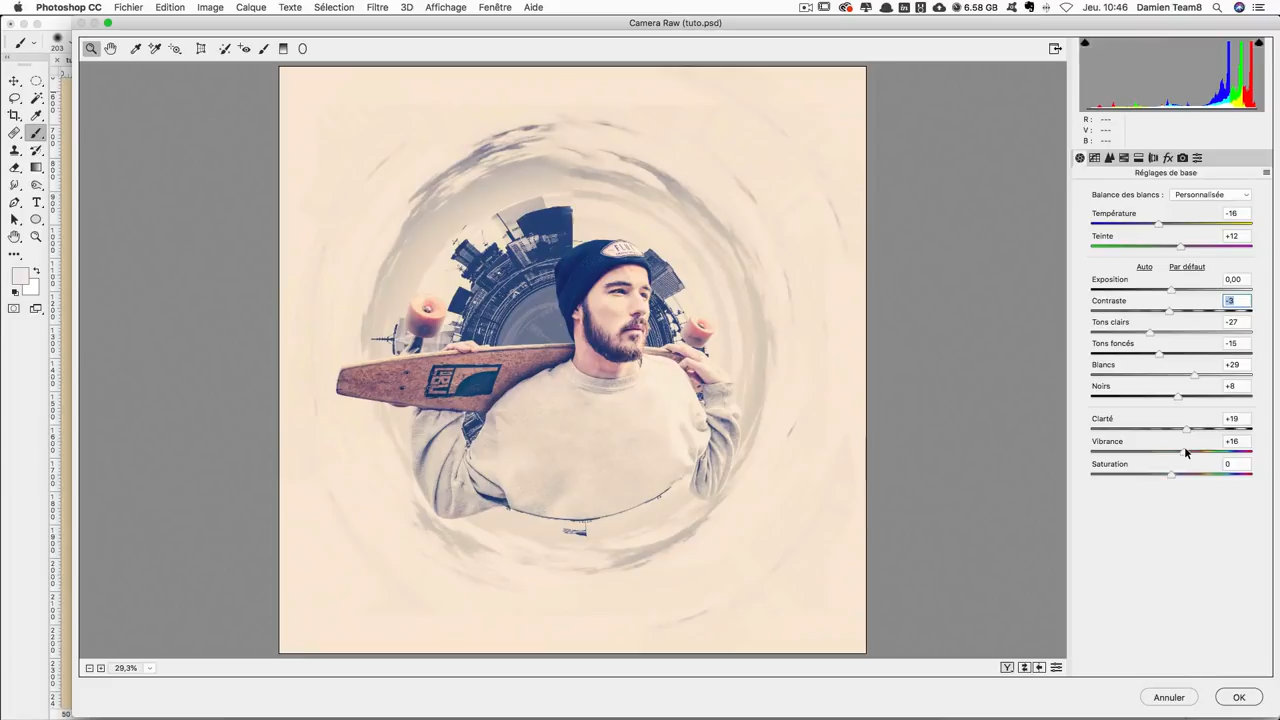 Photoshop CC Fichier Edition Image Calque Texte Sélection Filtre 3D Affichage Fenêtre Aide 6.58 GB Jeu. 10:46 Damien Team8
Camera Raw (tuto.psd)
203
R : ---
V : ---
B : ---
Réglages de base
Balance des blancs : Personnalisée
Température -16
Teinte +12
Auto Par défaut
Exposition 0,00
Contraste -3
Tons clairs -27
Tons foncés -15
Blancs +29
Noirs +8
Clarté +19
Vibrance +16
Saturation 0
29,3%
Annuler OK